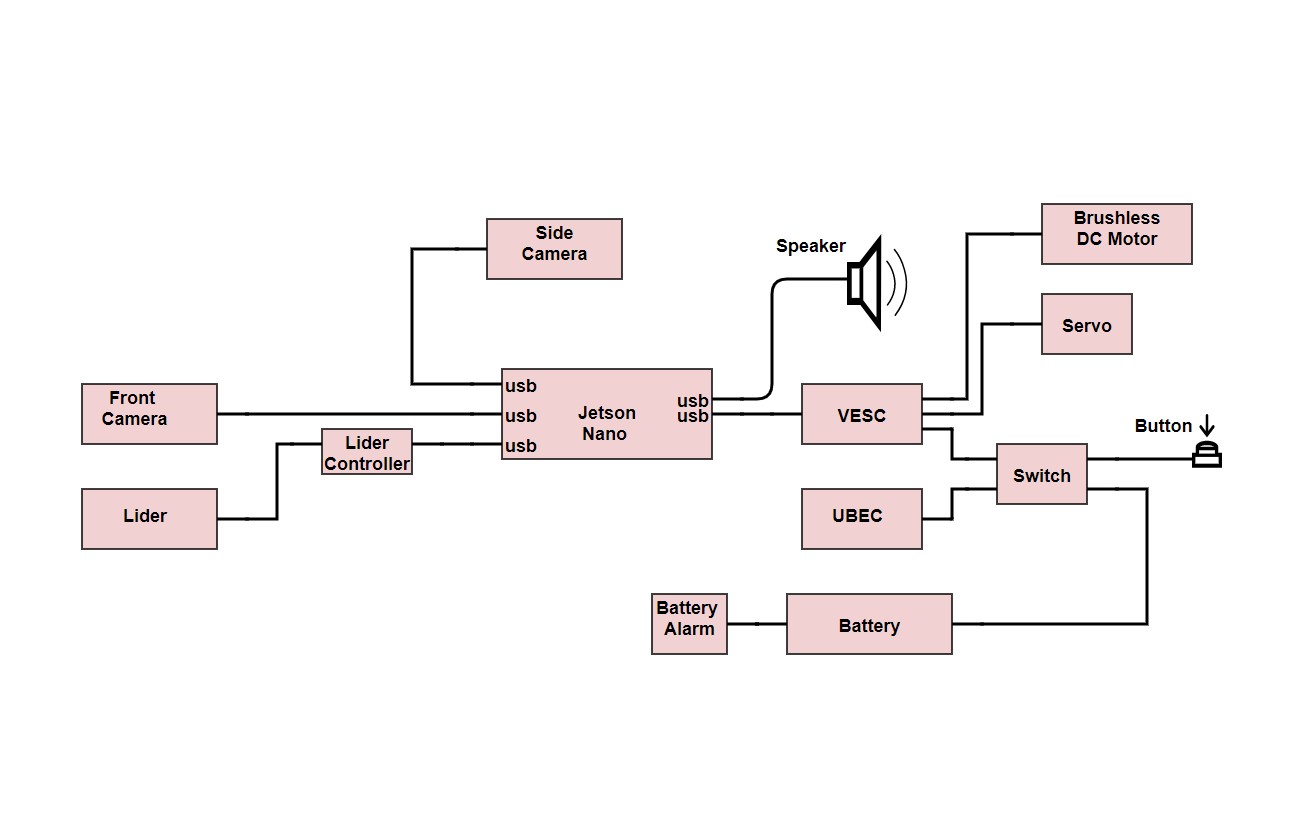 Side
Camera
Speaker
Brushless
DC Motor
Servo
Front
Camera
usb
usb
usb
Jetson
Nano
usb
usb
VESC
Lider
Controller
Lider
Button
Switch
UBEC
Battery
Alarm
Battery